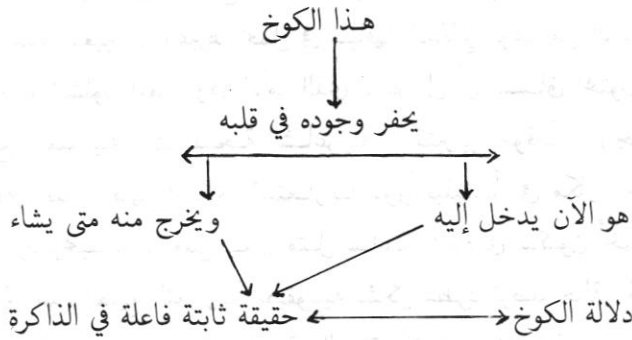 هذا الكوخ
يحفر وجوده في قلبه
هو الآن يدخل إليه ويخرج منه متى يشاء
دلالة الكوخ حقيقة ثابتة فاعلة في الذاكرة